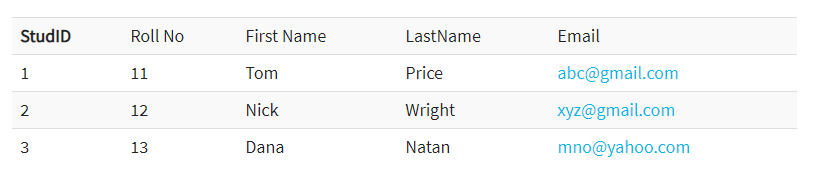 StudID Roll No First Name LastName Email
1 11 Tom Price abc@gmail.com
2 12 Nick Wright xyz@gmail.com
3 13 Dana Natan mno@yahoo.com